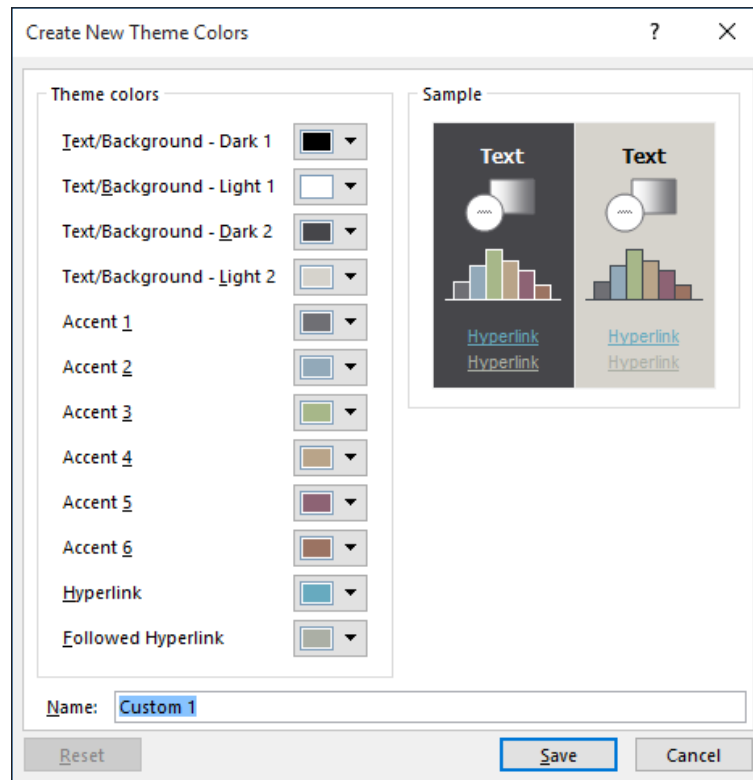 Create New Theme Colors ?
Theme colors
Text/Background - Dark 1
Text/Background - Light 1
Text/Background - Dark 2
Text/Background - Light 2
Accent 1
Accent 2
Accent 3
Accent 4
Accent 5
Accent 6
Hyperlink
Followed Hyperlink
Sample
Text Text
Hyperlink Hyperlink
Hyperlink Hyperlink
Name: Custom 1
Reset Save Cancel